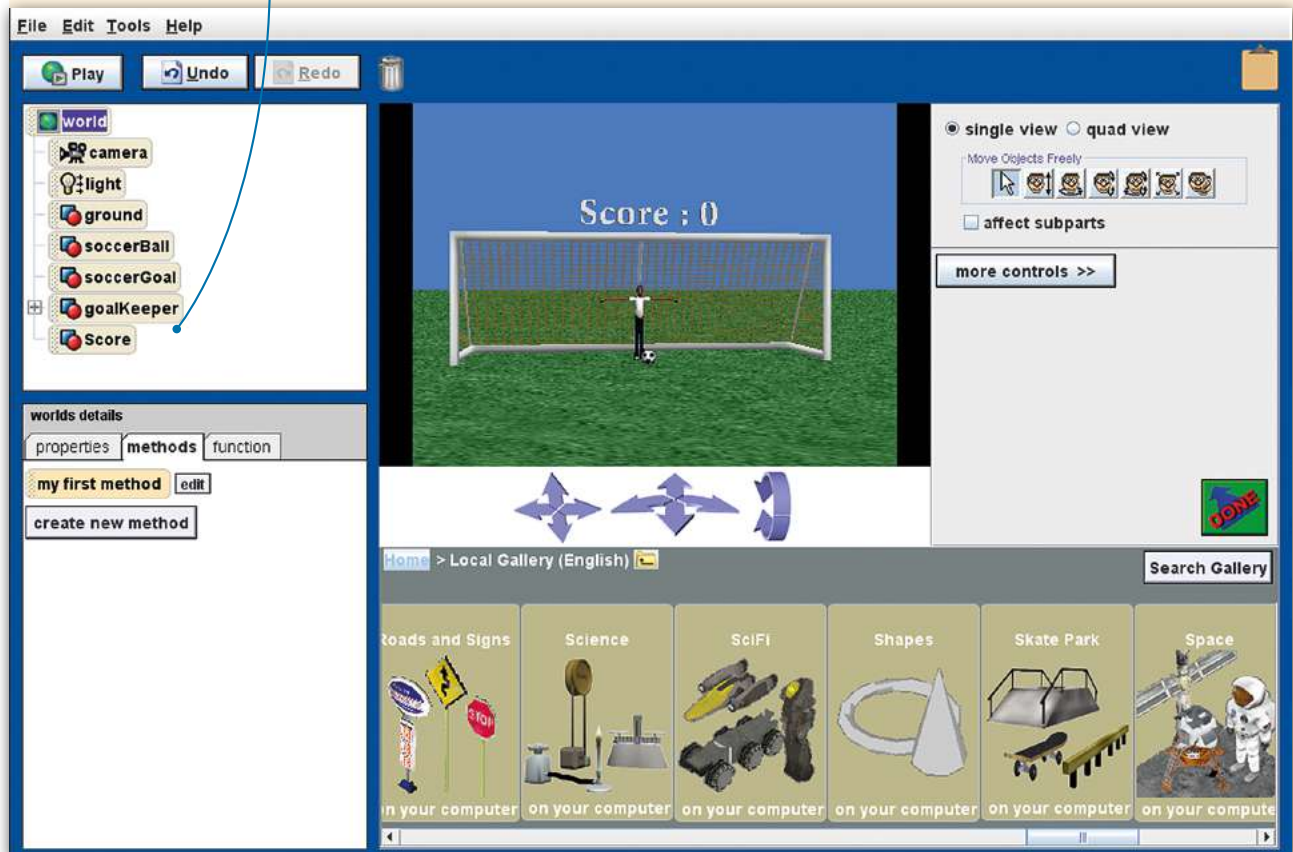 File Edit Tools Help
Play Undo Redo
world
camera
light
ground
soccerBall
soccerGoal
goalKeeper
Score
worlds details
properties methods function
my first method edit
create new method
Score : 0
single view quad view
Move Objects Freely
affect subparts
more controls >>
DONE
Home > Local Gallery (English)
Search Gallery
Roads and Signs Science SciFi Shapes Skate Park Space
STOP
on your computer on your computer on your computer on your computer on your computer on your compute